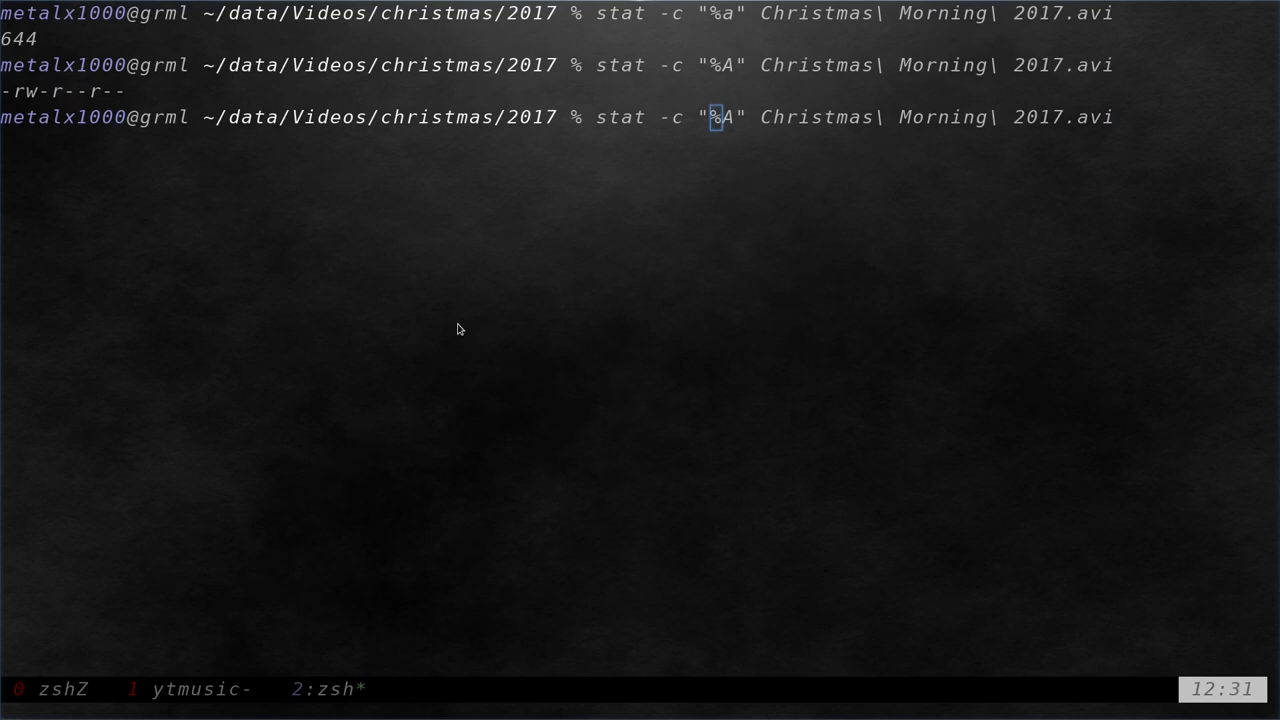 metalx1000@grml ~/data/Videos/christmas/2017 % stat -c "%a" Christmas\ Morning\ 2017.avi
644
metalx1000@grml ~/data/Videos/christmas/2017 % stat -c "%A" Christmas\ Morning\ 2017.avi
-rw-r--r--
metalx1000@grml ~/data/Videos/christmas/2017 % stat -c "%A" Christmas\ Morning\ 2017.avi
0 zshZ 1 ytmusic- 2:zsh* 12:31